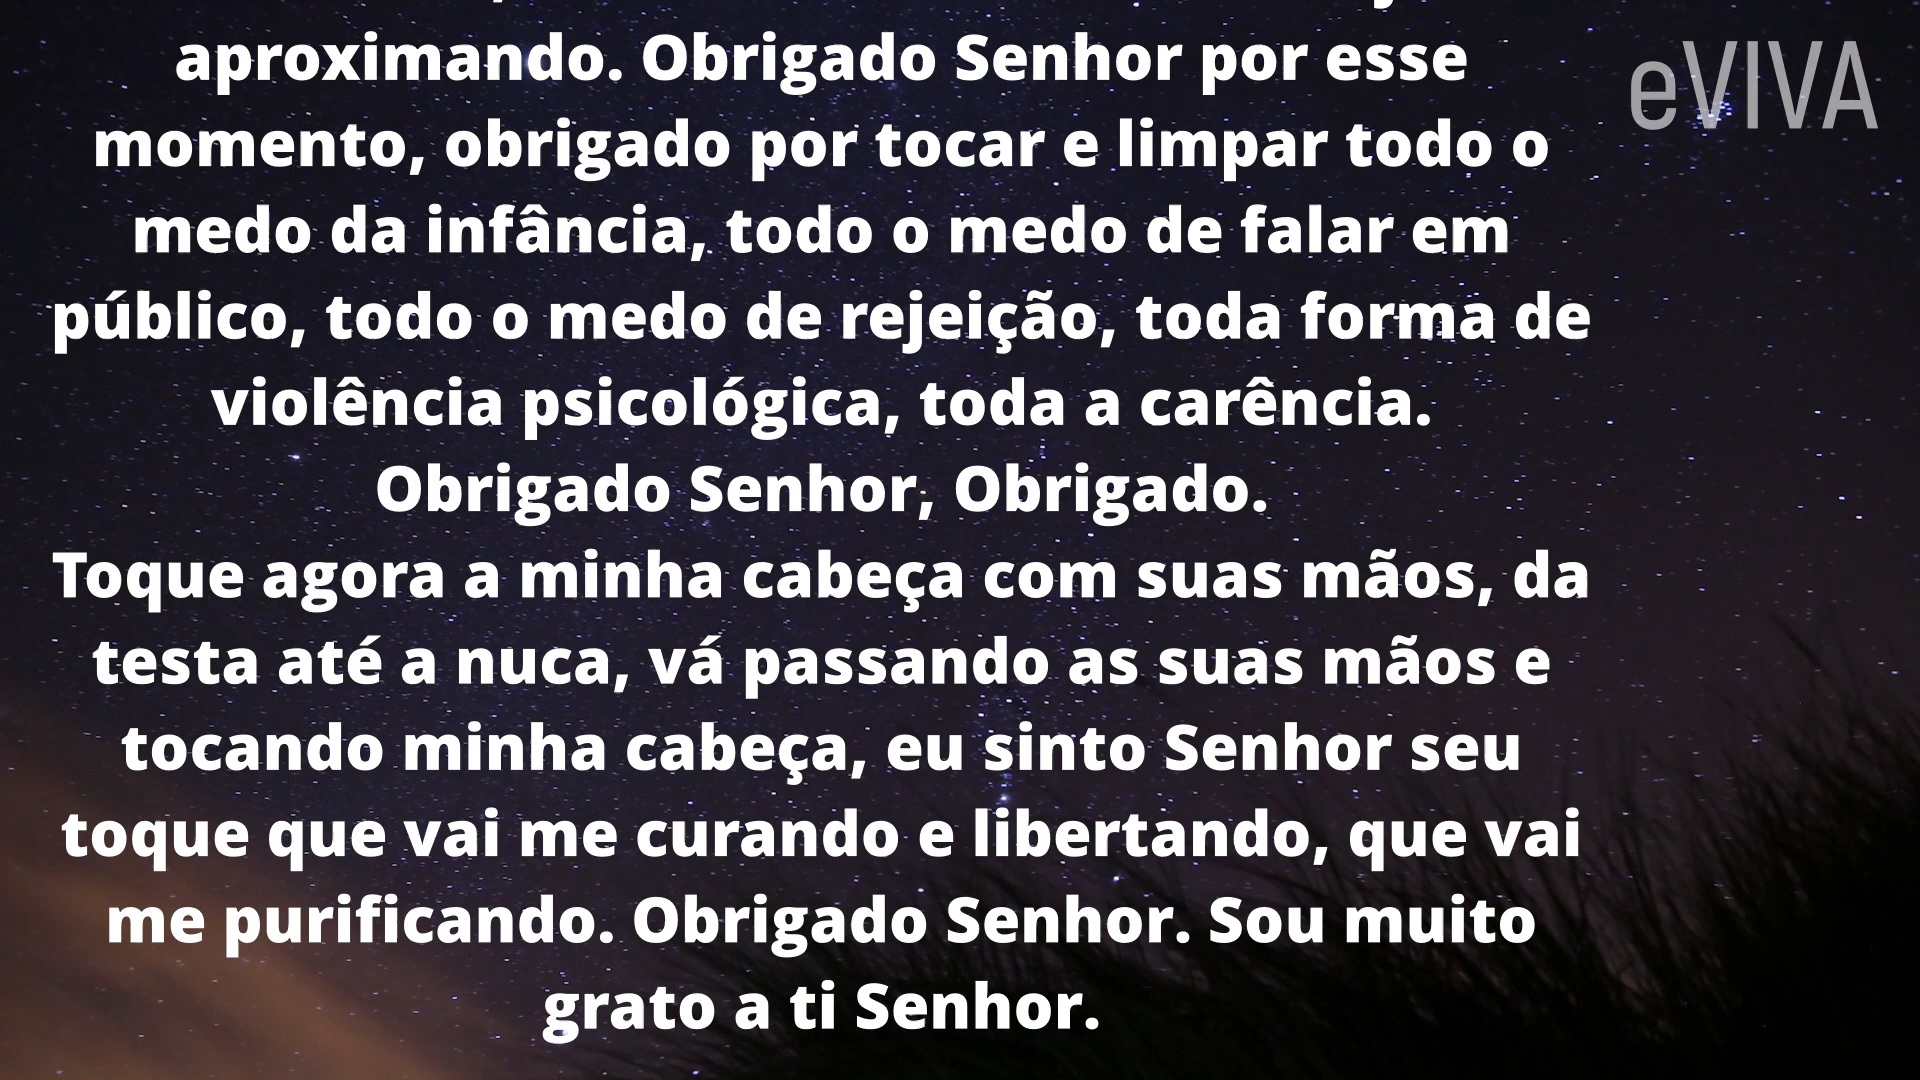 aproximando. Obrigado Senhor por esse
eVIVA
momento, obrigado por tocar e limpar todo o
medo da infância, todo o medo de falar em
público, todo o medo de rejeição, toda forma de
violência psicológica, toda a carência.
Obrigado Senhor, Obrigado.
Toque agora a minha cabeça com suas mãos, da
testa até a nuca, vá passando as suas mãos e
tocando minha cabeça, eu sinto Senhor seu
toque que vai me curando e libertando, que vai
me purificando. Obrigado Senhor. Sou muito
grato a ti Senhor.